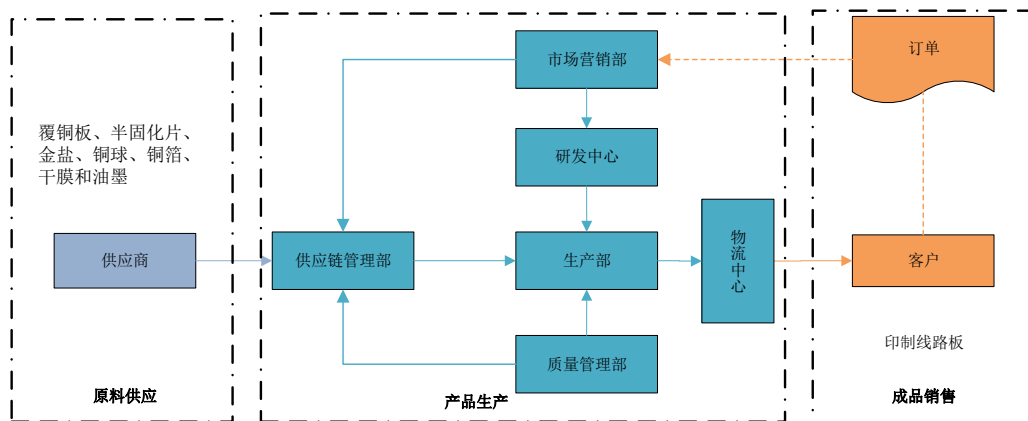 市场营销部
订单
覆铜板、半固化片、
金盐、铜球、铜箔、
干膜和油墨
研发中心
供应商
供应链管理部
生产部
物流中心
客户
印制线路板
质量管理部
原料供应
产品生产
成品销售